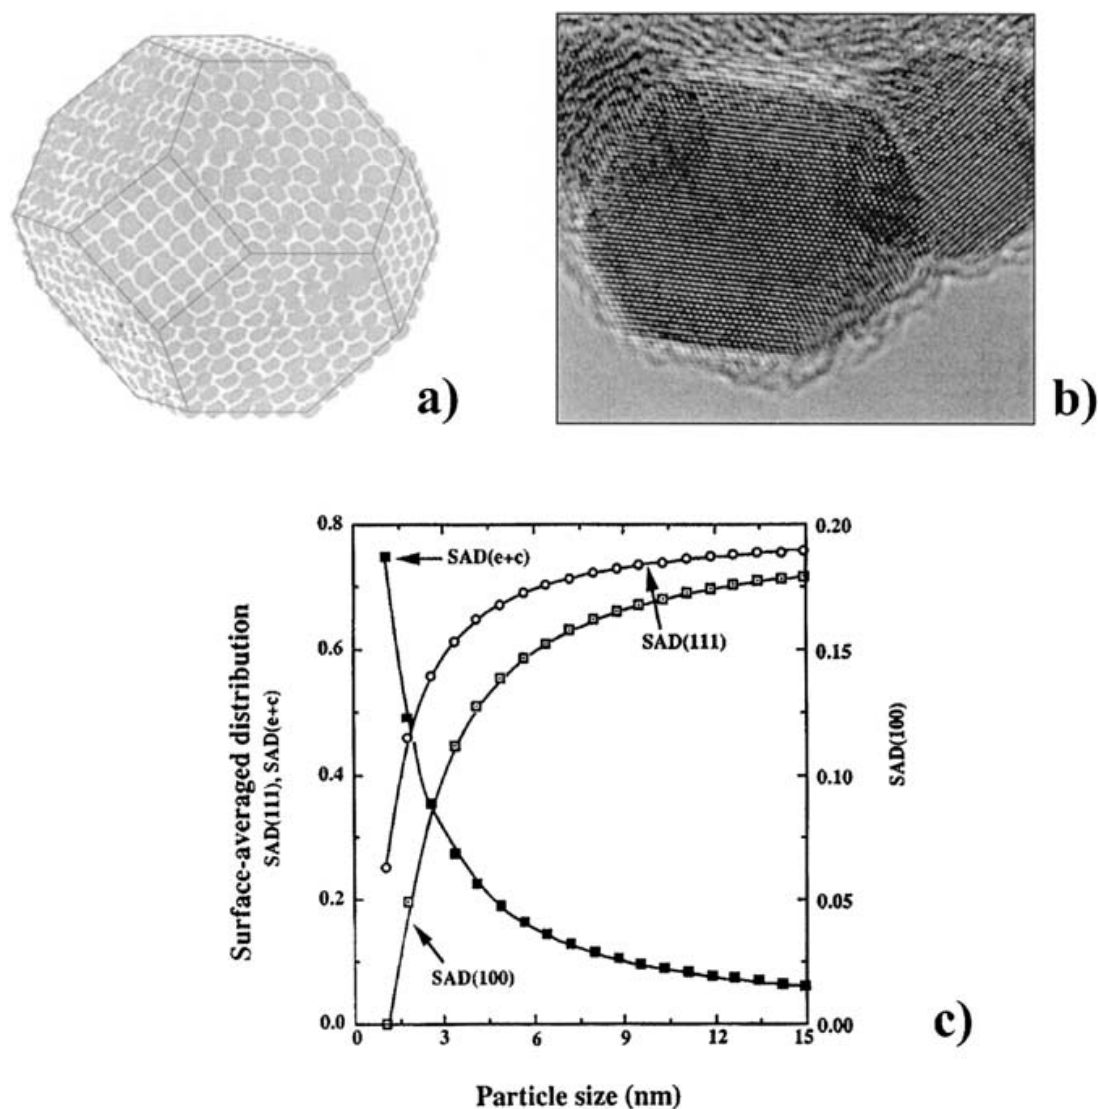 a)
b)
0.8
0.20
SAD(e+c)
0.6
0.15
SAD(111)
Surface-averaged distribution
SAD(111), SAD(e+c)
0.4
0.10
SAD(100)
0.2
0.05
SAD(100)
0.0
0.00
0
3
6
9
12
15
c)
Particle size (nm)